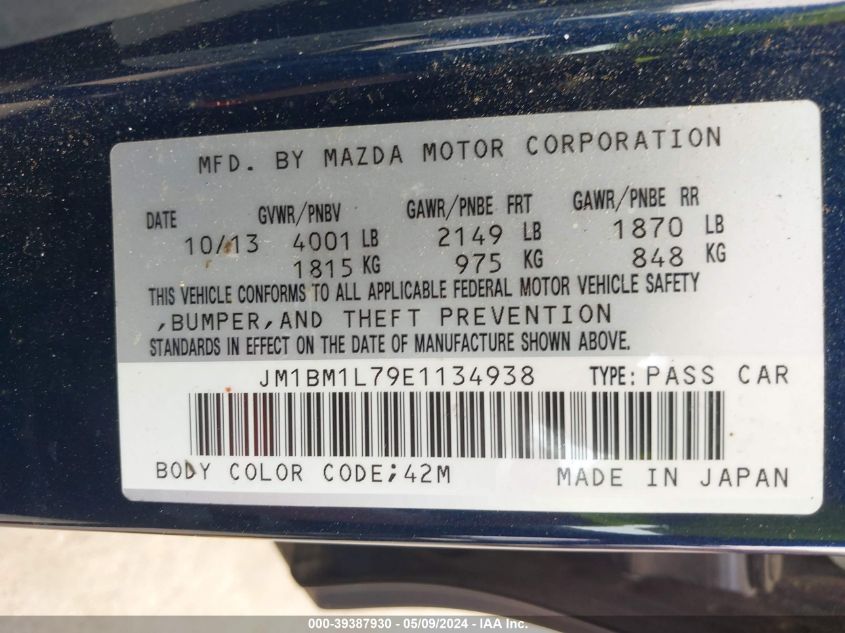 MFD. BY MAZDA MOTOR CORPORATION
DATE GVWR/PNBV GAWR/PNBE FRT GAWR/PNBE RR
10/13 4001 LB 2149 LB 1870 LB
1815 KG 975 KG 848 KG
THIS VEHICLE CONFORMS TO ALL APPLICABLE FEDERAL MOTOR VEHICLE SAFETY
,BUMPER,AND THEFT PREVENTION
STANDARDS IN EFFECT ON THE DATE OF MANUFACTURE SHOWN ABOVE.
JM1BM1L79E1134938 TYPE: PASS CAR
BODY COLOR CODE;42M MADE IN JAPAN
000-39387930 - 05/09/2024 - IAA Inc.